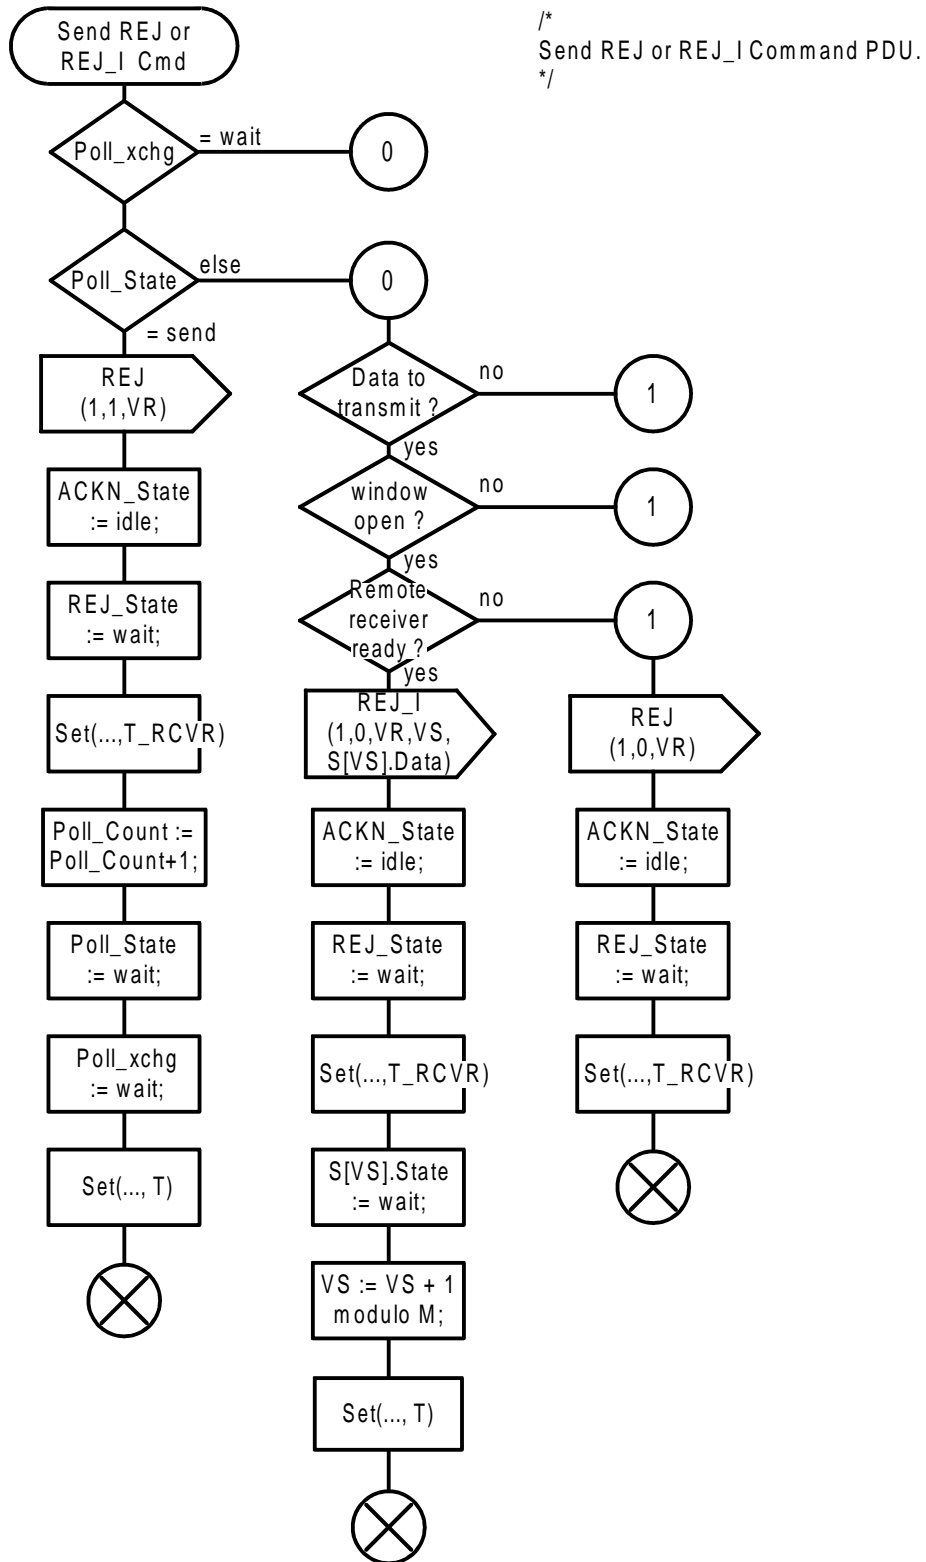 Send REJ or
REJ_I Cmd
/*
Send REJ or REJ_I Command PDU.
*/
Poll_xchg
= wait
0
Poll_State
else
0
= send
REJ
(1,1,VR)
ACKN_State
:= idle;
REJ_State
:= wait;
Set(...,T_RCVR)
Poll_Count :=
Poll_Count+1;
Poll_State
:= wait;
Poll_xchg
:= wait;
Set(..., T)
Data to
transmit ?
no
1
yes
window
open ?
no
1
yes
Remote
receiver
ready ?
no
1
yes
REJ_I
(1,0,VR,VS,
S[VS].Data)
ACKN_State
:= idle;
REJ_State
:= wait;
Set(...,T_RCVR)
S[VS].State
:= wait;
VS := VS + 1
modulo M;
Set(..., T)
REJ
(1,0,VR)
ACKN_State
:= idle;
REJ_State
:= wait;
Set(...,T_RCVR)